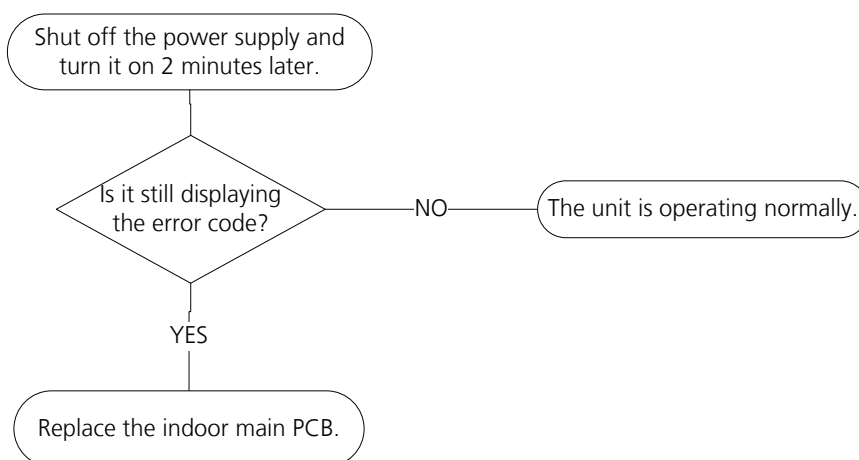 Shut off the power supply and
turn it on 2 minutes later.
Is it still displaying
the error code?
NO
The unit is operating normally.
YES
Replace the indoor main PCB.